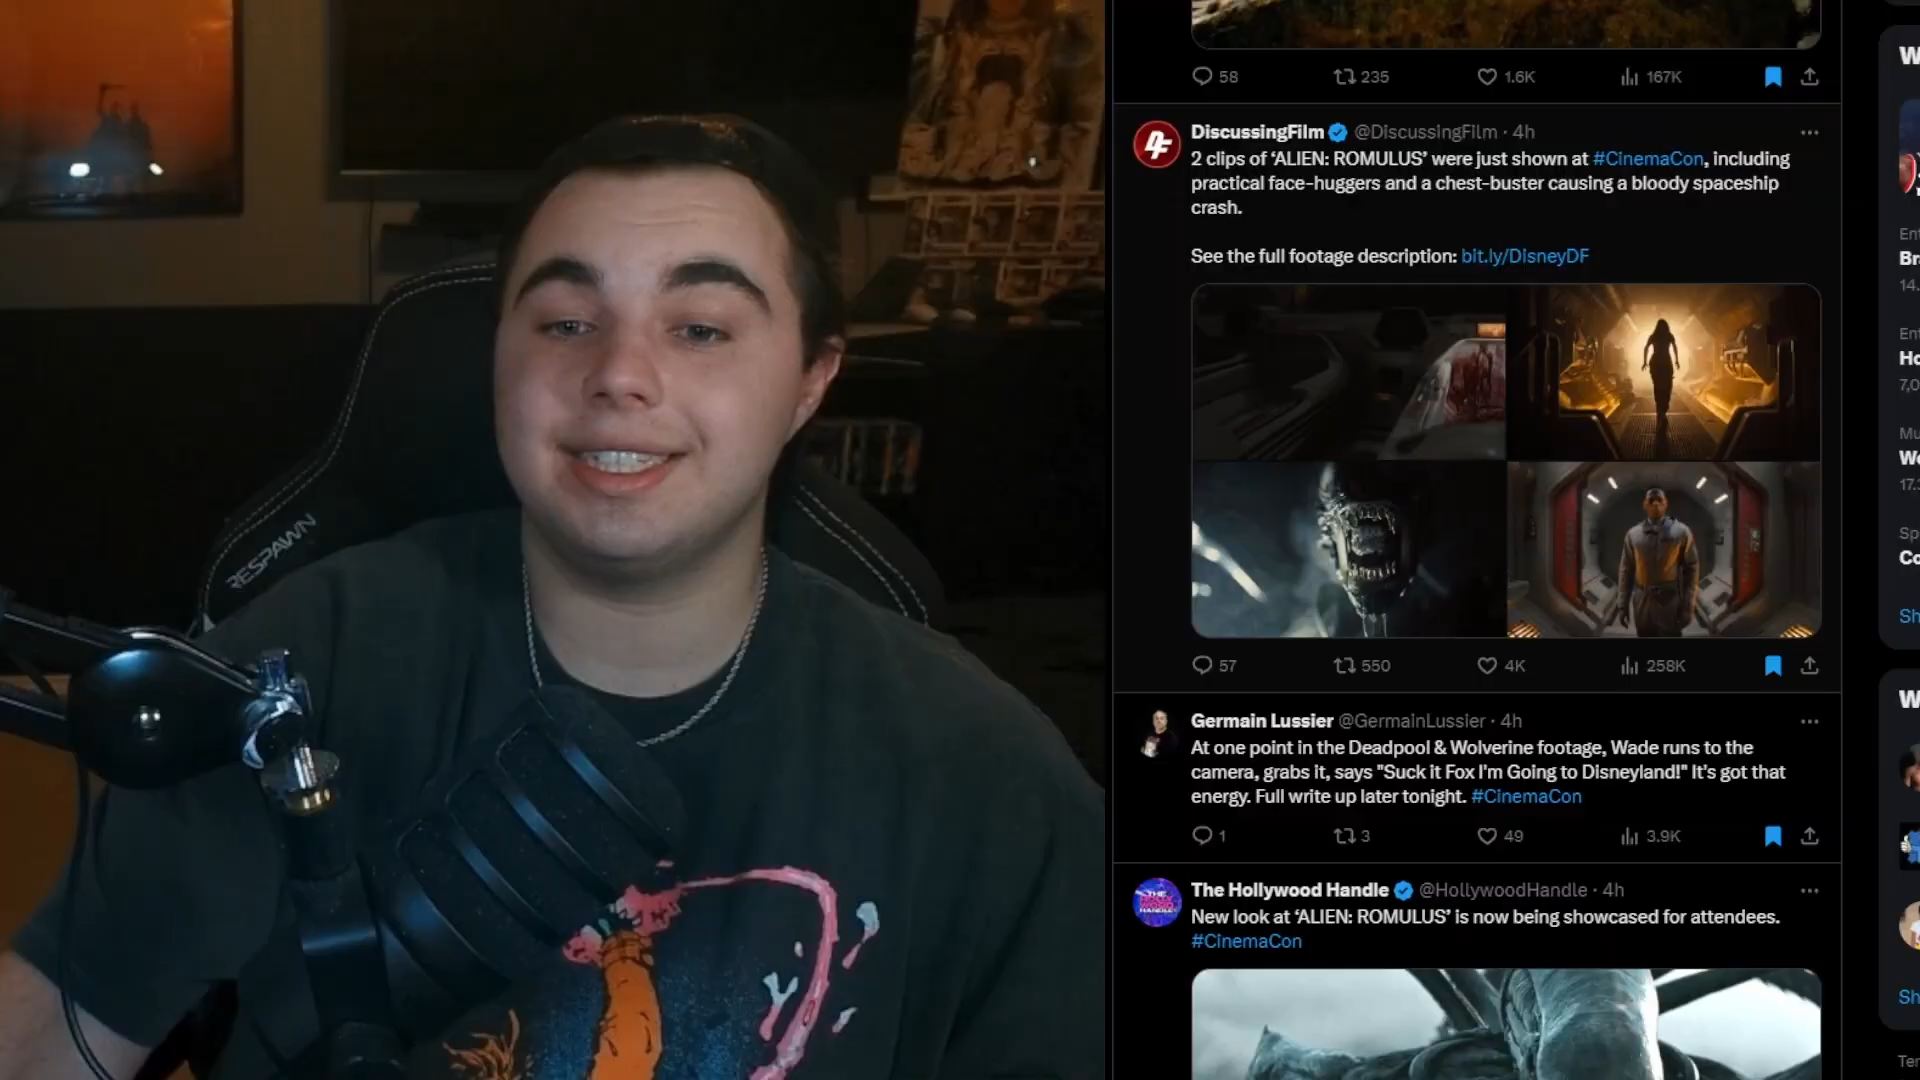 58 235 1.6K 167K
DiscussingFilm @DiscussingFilm · 4h
2 clips of ‘ALIEN: ROMULUS’ were just shown at #CinemaCon, including
practical face-huggers and a chest-buster causing a bloody spaceship
crash.
See the full footage description: bit.ly/DisneyDF
57 550 4K 258K
Germain Lussier @GermainLussier · 4h
At one point in the Deadpool & Wolverine footage, Wade runs to the
camera, grabs it, says "Suck it Fox I'm Going to Disneyland!" It's got that
energy. Full write up later tonight. #CinemaCon
1 3 49 3.9K
The Hollywood Handle @HollywoodHandle · 4h
New look at ‘ALIEN: ROMULUS’ is now being showcased for attendees.
#CinemaCon
RESPAWN